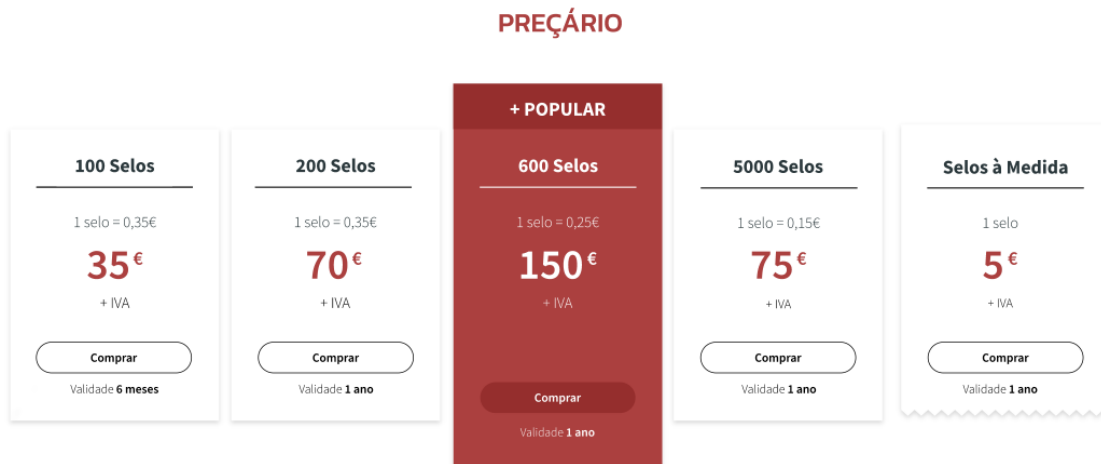 PREÇÁRIO
100 Selos
1 selo = 0,35€
35 €
+ IVA
Comprar
Validade 6 meses
200 Selos
1 selo = 0,35€
70 €
+ IVA
Comprar
Validade 1 ano
+ POPULAR
600 Selos
1 selo = 0,25€
150 €
+ IVA
Comprar
Validade 1 ano
5000 Selos
1 selo = 0,15€
75 €
+ IVA
Comprar
Validade 1 ano
Selos à Medida
1 selo
5 €
+ IVA
Comprar
Validade 1 ano